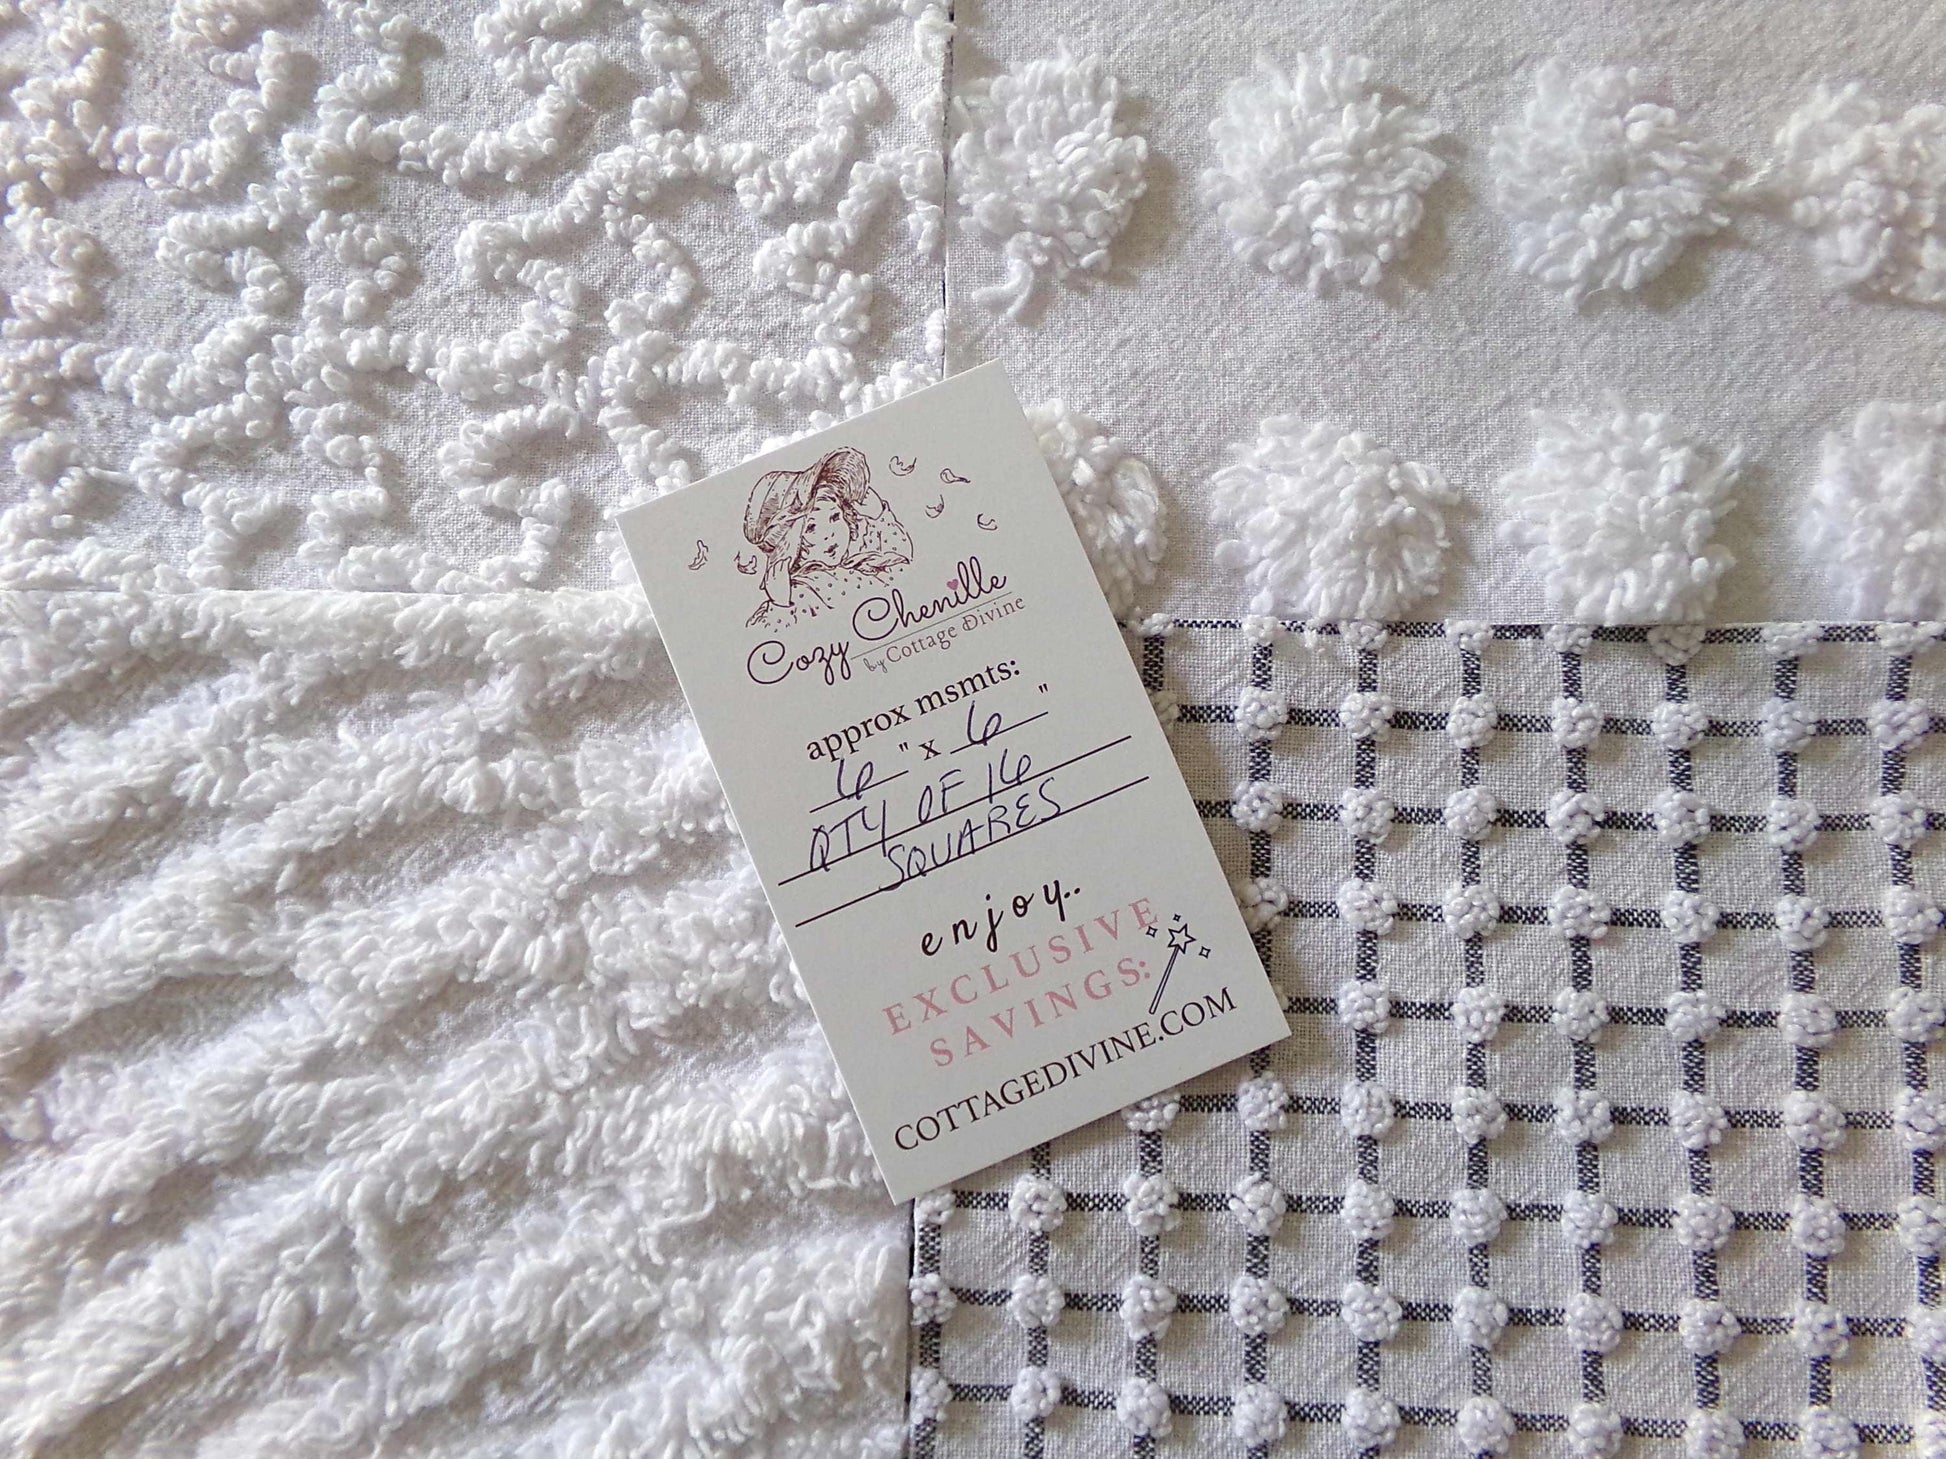 Cozy Chenille
by Cottage Divine
approx msmts:
6 " x 6 "
QTY OF 16
SQUARES
enjoy..
EXCLUSIVE
SAVINGS:
COTTAGEDIVINE.COM